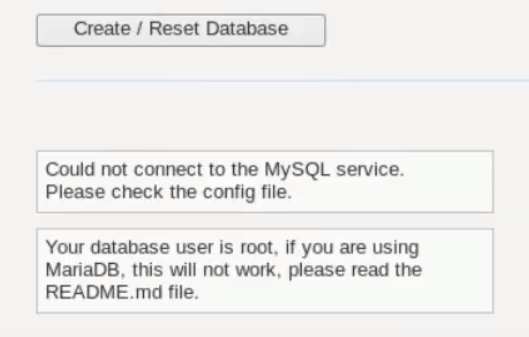 Create / Reset Database
Could not connect to the MySQL service.
Please check the config file.
Your database user is root, if you are using
MariaDB, this will not work, please read the
README.md file.